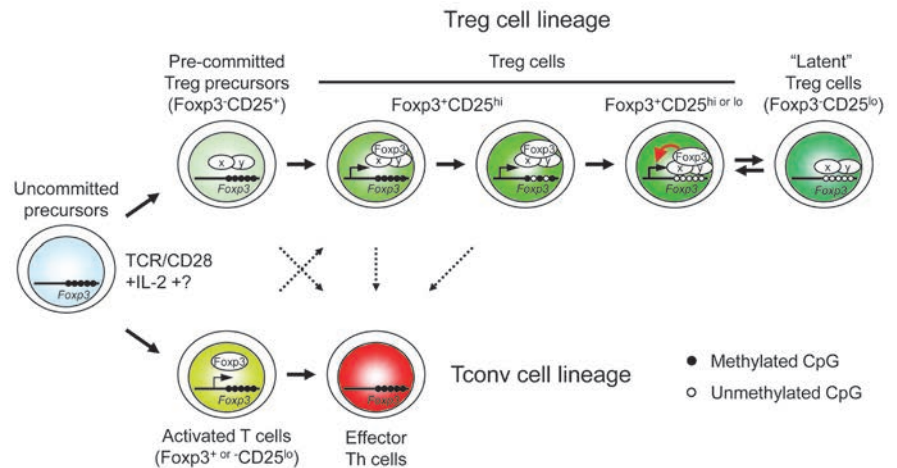 Treg cell lineage
Pre-committed
Treg precursors
(Foxp3-CD25+)
Treg cells
"Latent"
Treg cells
(Foxp3-CD25lo)
Foxp3+CD25hi
Foxp3+CD25hi or lo
x y
Foxp3
Foxp3
x y
Foxp3
Foxp3
x y
Foxp3
Foxp3
x y
Foxp3
x y
Foxp3
Uncommitted
precursors
Foxp3
TCR/CD28
+IL-2 +?
Foxp3
Foxp3
Foxp3
Activated T cells
(Foxp3+ or -CD25lo)
Effector
Th cells
Tconv cell lineage
Methylated CpG
Unmethylated CpG